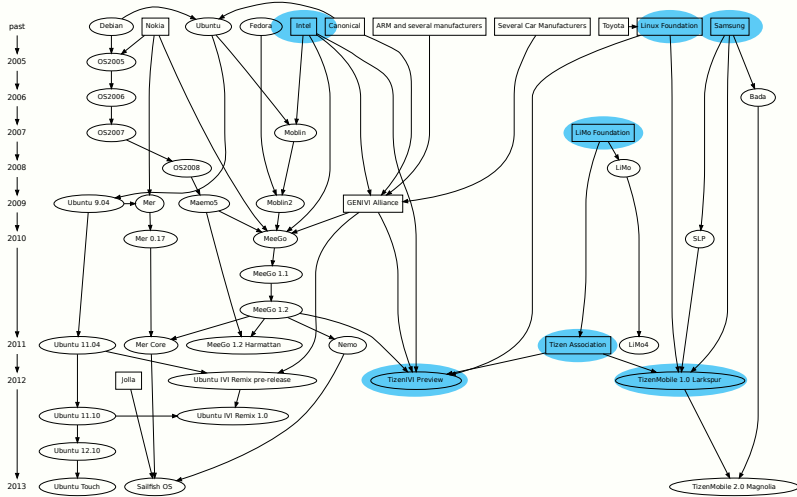 past
Debian
Nokia
Ubuntu
Fedora
Intel
Canonical
ARM and several manufacturers
Several Car Manufacturers
Toyota
Linux Foundation
Samsung
2005
OS2005
2006
OS2006
Bada
2007
OS2007
Moblin
LiMo Foundation
2008
OS2008
LiMo
2009
Ubuntu 9.04
Mer
Maemo5
Moblin2
GENIVI Alliance
2010
Mer 0.17
MeeGo
SLP
MeeGo 1.1
MeeGo 1.2
2011
Ubuntu 11.04
Mer Core
MeeGo 1.2 Harmattan
Nemo
Tizen Association
LiMo4
2012
Jolla
Ubuntu IVI Remix pre-release
TizenIVI Preview
TizenMobile 1.0 Larkspur
Ubuntu 11.10
Ubuntu IVI Remix 1.0
Ubuntu 12.10
2013
Ubuntu Touch
Sailfish OS
TizenMobile 2.0 Magnolia